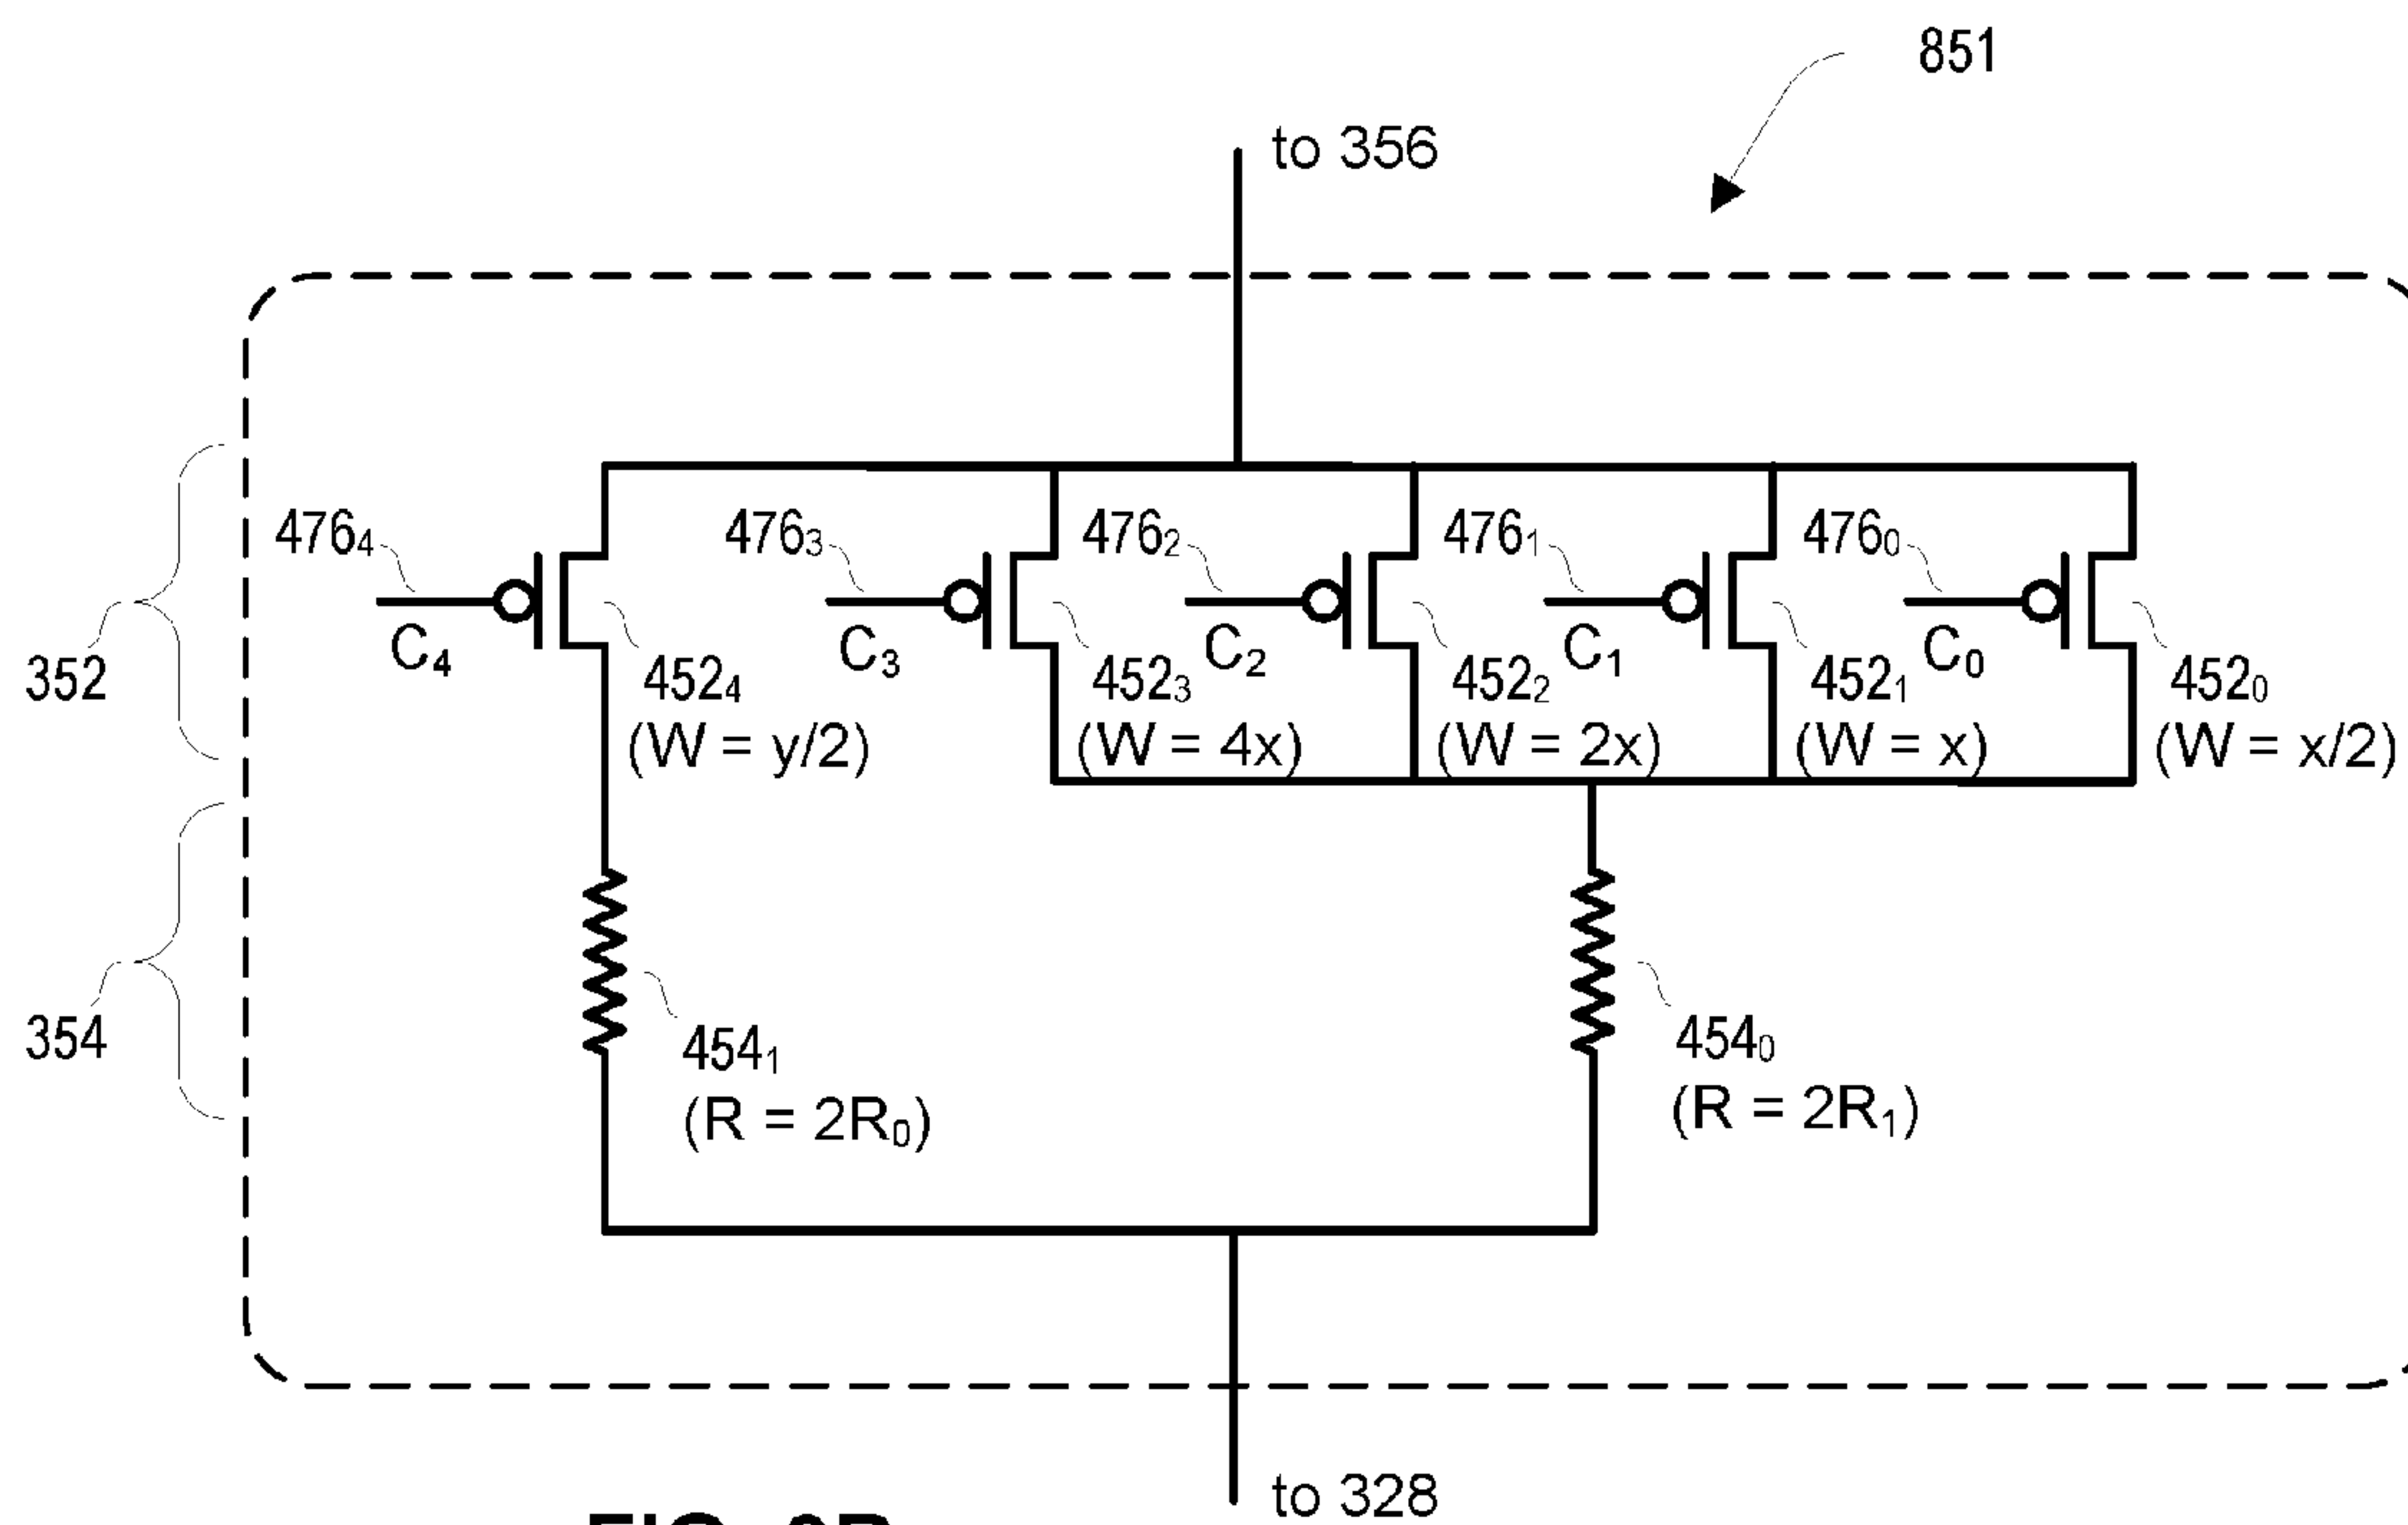 851
to 356
476₄
476₃
476₂
476₁
476₀
C₄
C₃
C₂
C₁
C₀
352
452₄
(W = y/2)
452₃
(W = 4x)
452₂
(W = 2x)
452₁
(W = x)
452₀
(W = x/2)
354
454₁
(R = 2R₀)
454₀
(R = 2R₁)
to 328